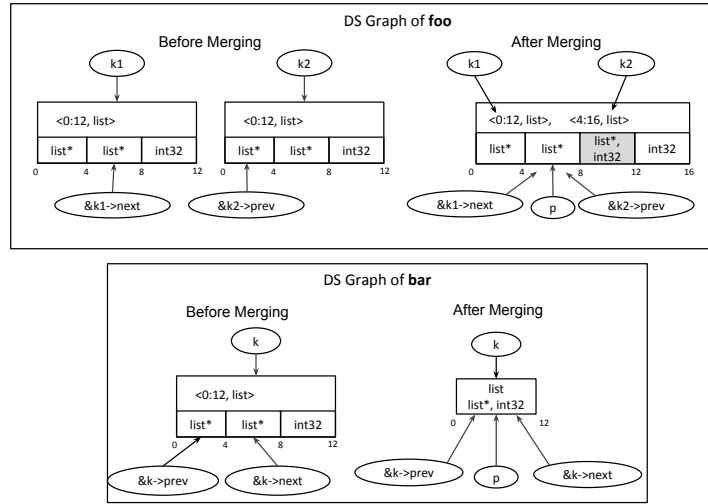 DS Graph of foo
Before Merging
After Merging
k1
k2
k1
k2
<0:12, list>
<0:12, list>
<0:12, list>, <4:16, list>
list* list* int32
list* list* int32
list* list* list*, int32 int32
0 4 8 12
0 4 8 12
0 4 8 12 16
&k1->next
&k2->prev
&k1->next
p
&k2->prev
DS Graph of bar
Before Merging
After Merging
k
k
<0:12, list>
list* list* int32
0 4 8 12
list
list*, int32
0 12
&k->prev
&k->next
&k->prev
p
&k->next